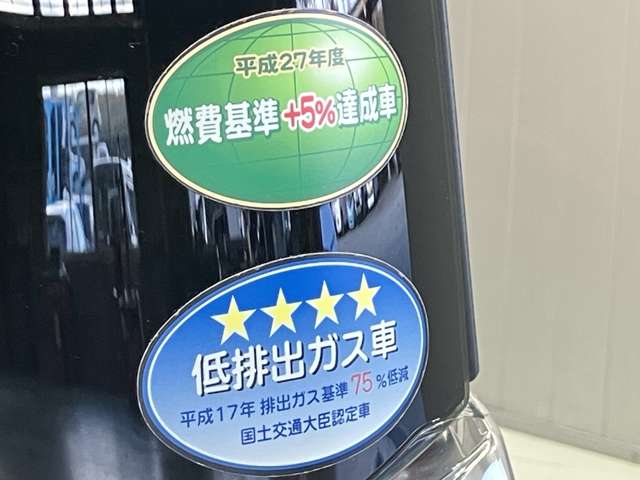 平成27年度
燃費基準+5%達成車
★★★★
低排出ガス車
平成17年 排出ガス基準 75%低減
国土交通大臣認定車